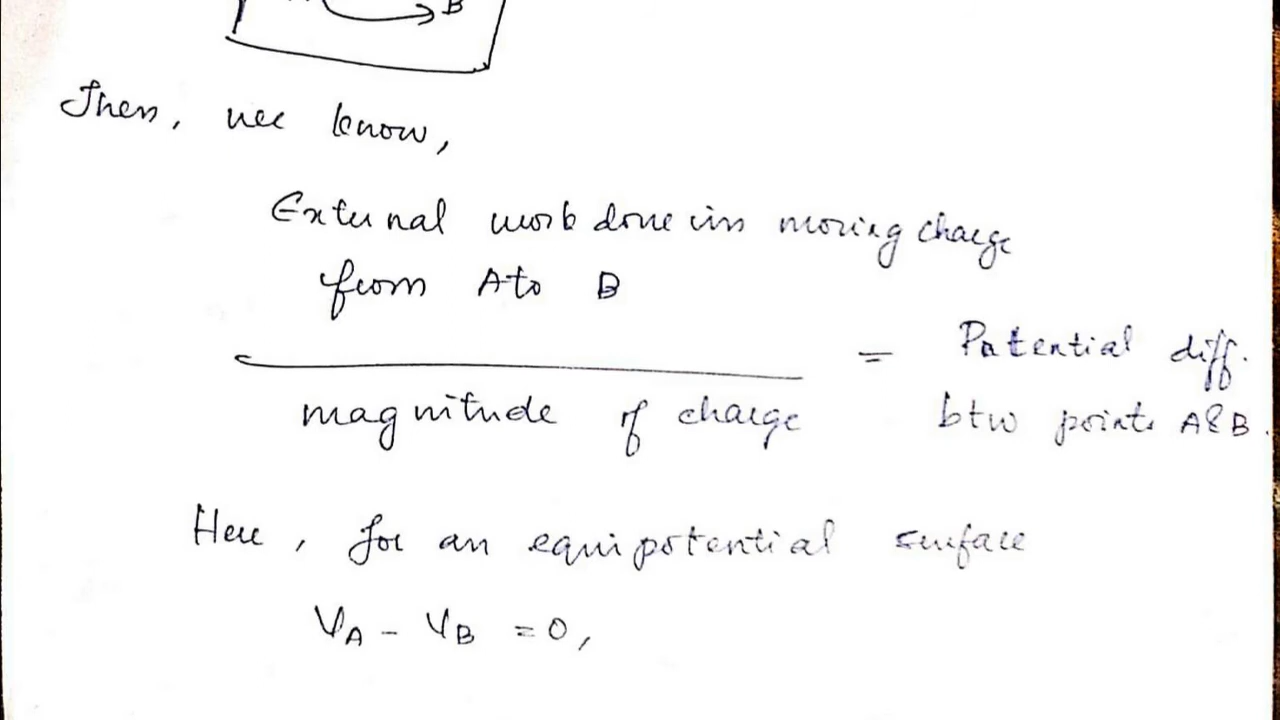 B
Then, we know,
External work done in moving charge
from A to B
= Potential diff.
magnitude of charge
btw points A & B.
Here, for an equipotential surface
VA - VB = 0,